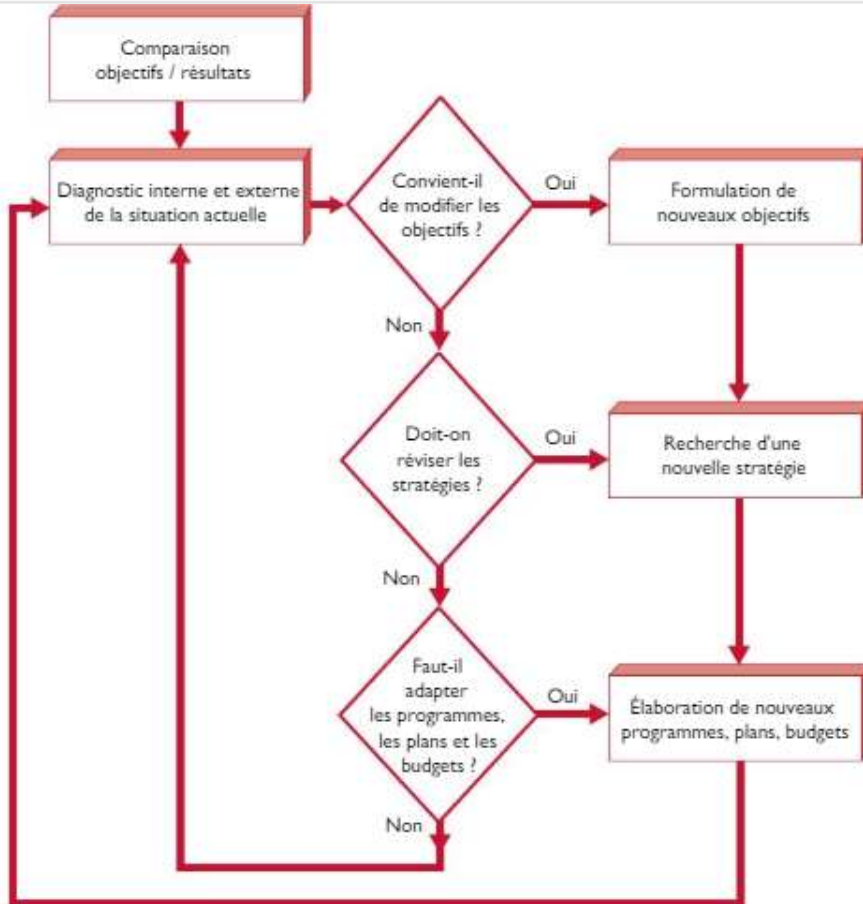 Comparaison
objectifs / résultats
Diagnostic interne et externe
de la situation actuelle
Convient-il
de modifier les
objectifs ?
Oui
Formulation de
nouveaux objectifs
Non
Doit-on
réviser les
stratégies ?
Oui
Recherche d'une
nouvelle stratégie
Non
Faut-il
adapter
les programmes,
les plans et les
budgets ?
Oui
Élaboration de nouveaux
programmes, plans, budgets
Non